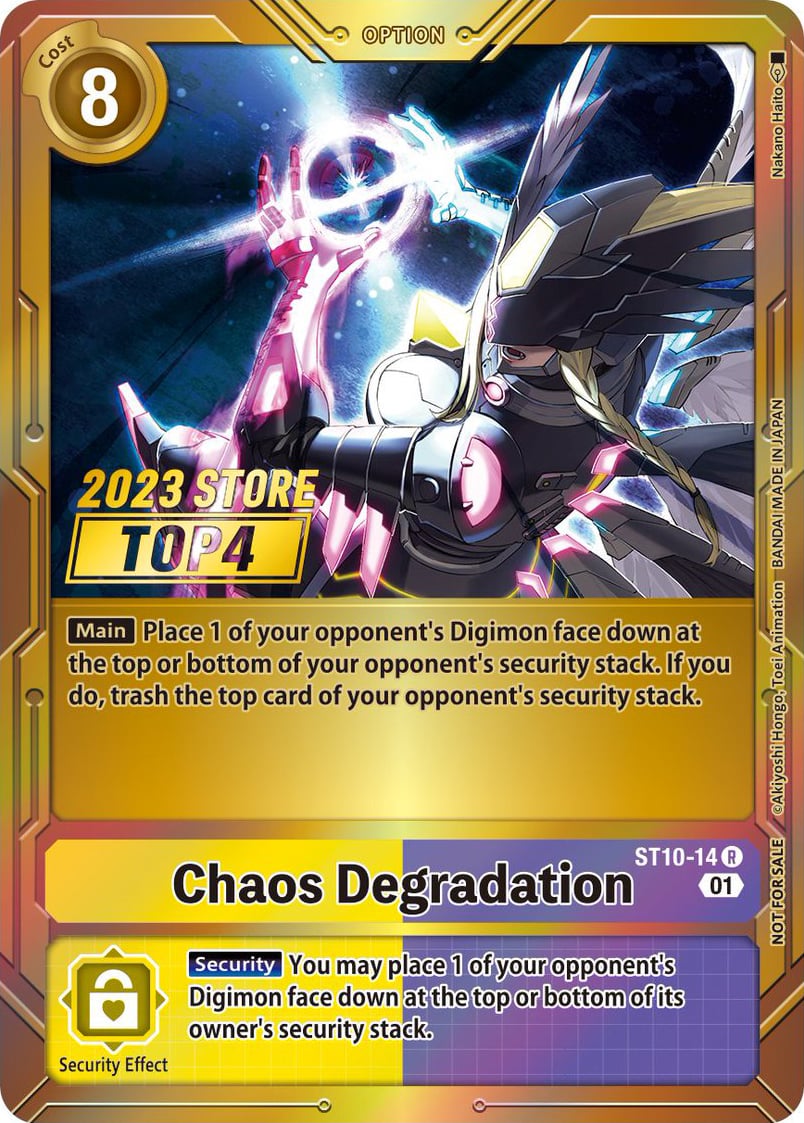 OPTION
Cost
8
Nakano Haito
2023 STORE
TOP4
Main Place 1 of your opponent's Digimon face down at
the top or bottom of your opponent's security stack. If you
do, trash the top card of your opponent's security stack.
©Akiyoshi Hongo, Toei Animation BANDAI MADE IN JAPAN
NOT FOR SALE
ST10-14 R
Chaos Degradation
01
Security You may place 1 of your opponent's
Digimon face down at the top or bottom of its
owner's security stack.
Security Effect